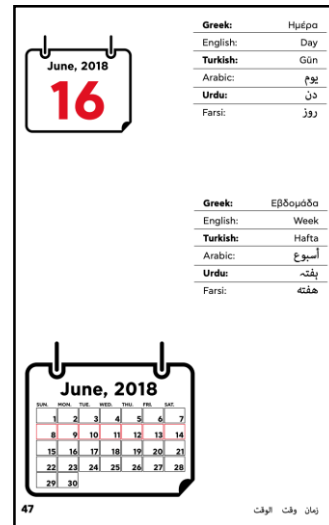 June, 2018
16
Greek: Ημέρα
English: Day
Turkish: Gün
Arabic: يوم
Urdu: دن
Farsi: روز
Greek: Εβδομάδα
English: Week
Turkish: Hafta
Arabic: أسبوع
Urdu: ہفتہ
Farsi: هفته
June, 2018
SUN. MON. TUE. WED. THU. FRI. SAT.
1 2 3 4 5 6 7
8 9 10 11 12 13 14
15 16 17 18 19 20 21
22 23 24 25 26 27 28
29 30
47 زمان وقت الوقت